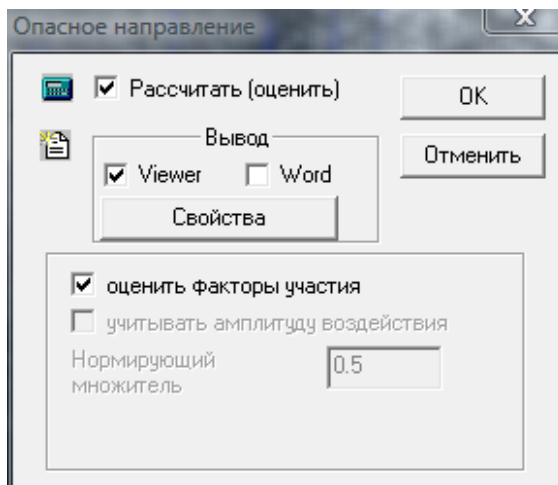 Опасное направление
Рассчитать (оценить)
OK
Вывод
Viewer Word
Отменить
Свойства
оценить факторы участия
учитывать амплитуду воздействия
Нормирующий
множитель
0.5